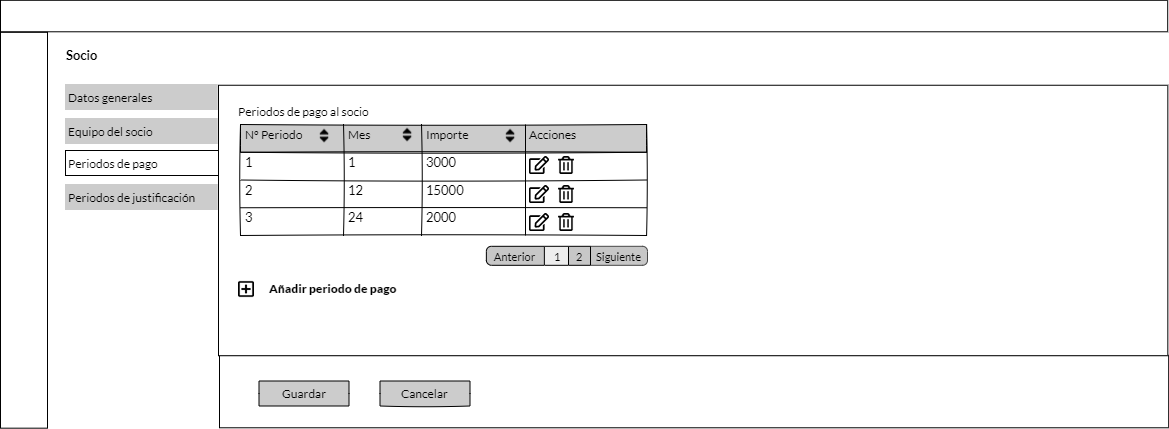 Socio
Datos generales
Equipo del socio
Periodos de pago
Periodos de justificación
Periodos de pago al socio
Nº Periodo Mes Importe Acciones
1 1 3000
2 12 15000
3 24 2000
Anterior 1 2 Siguiente
Añadir periodo de pago
Guardar Cancelar